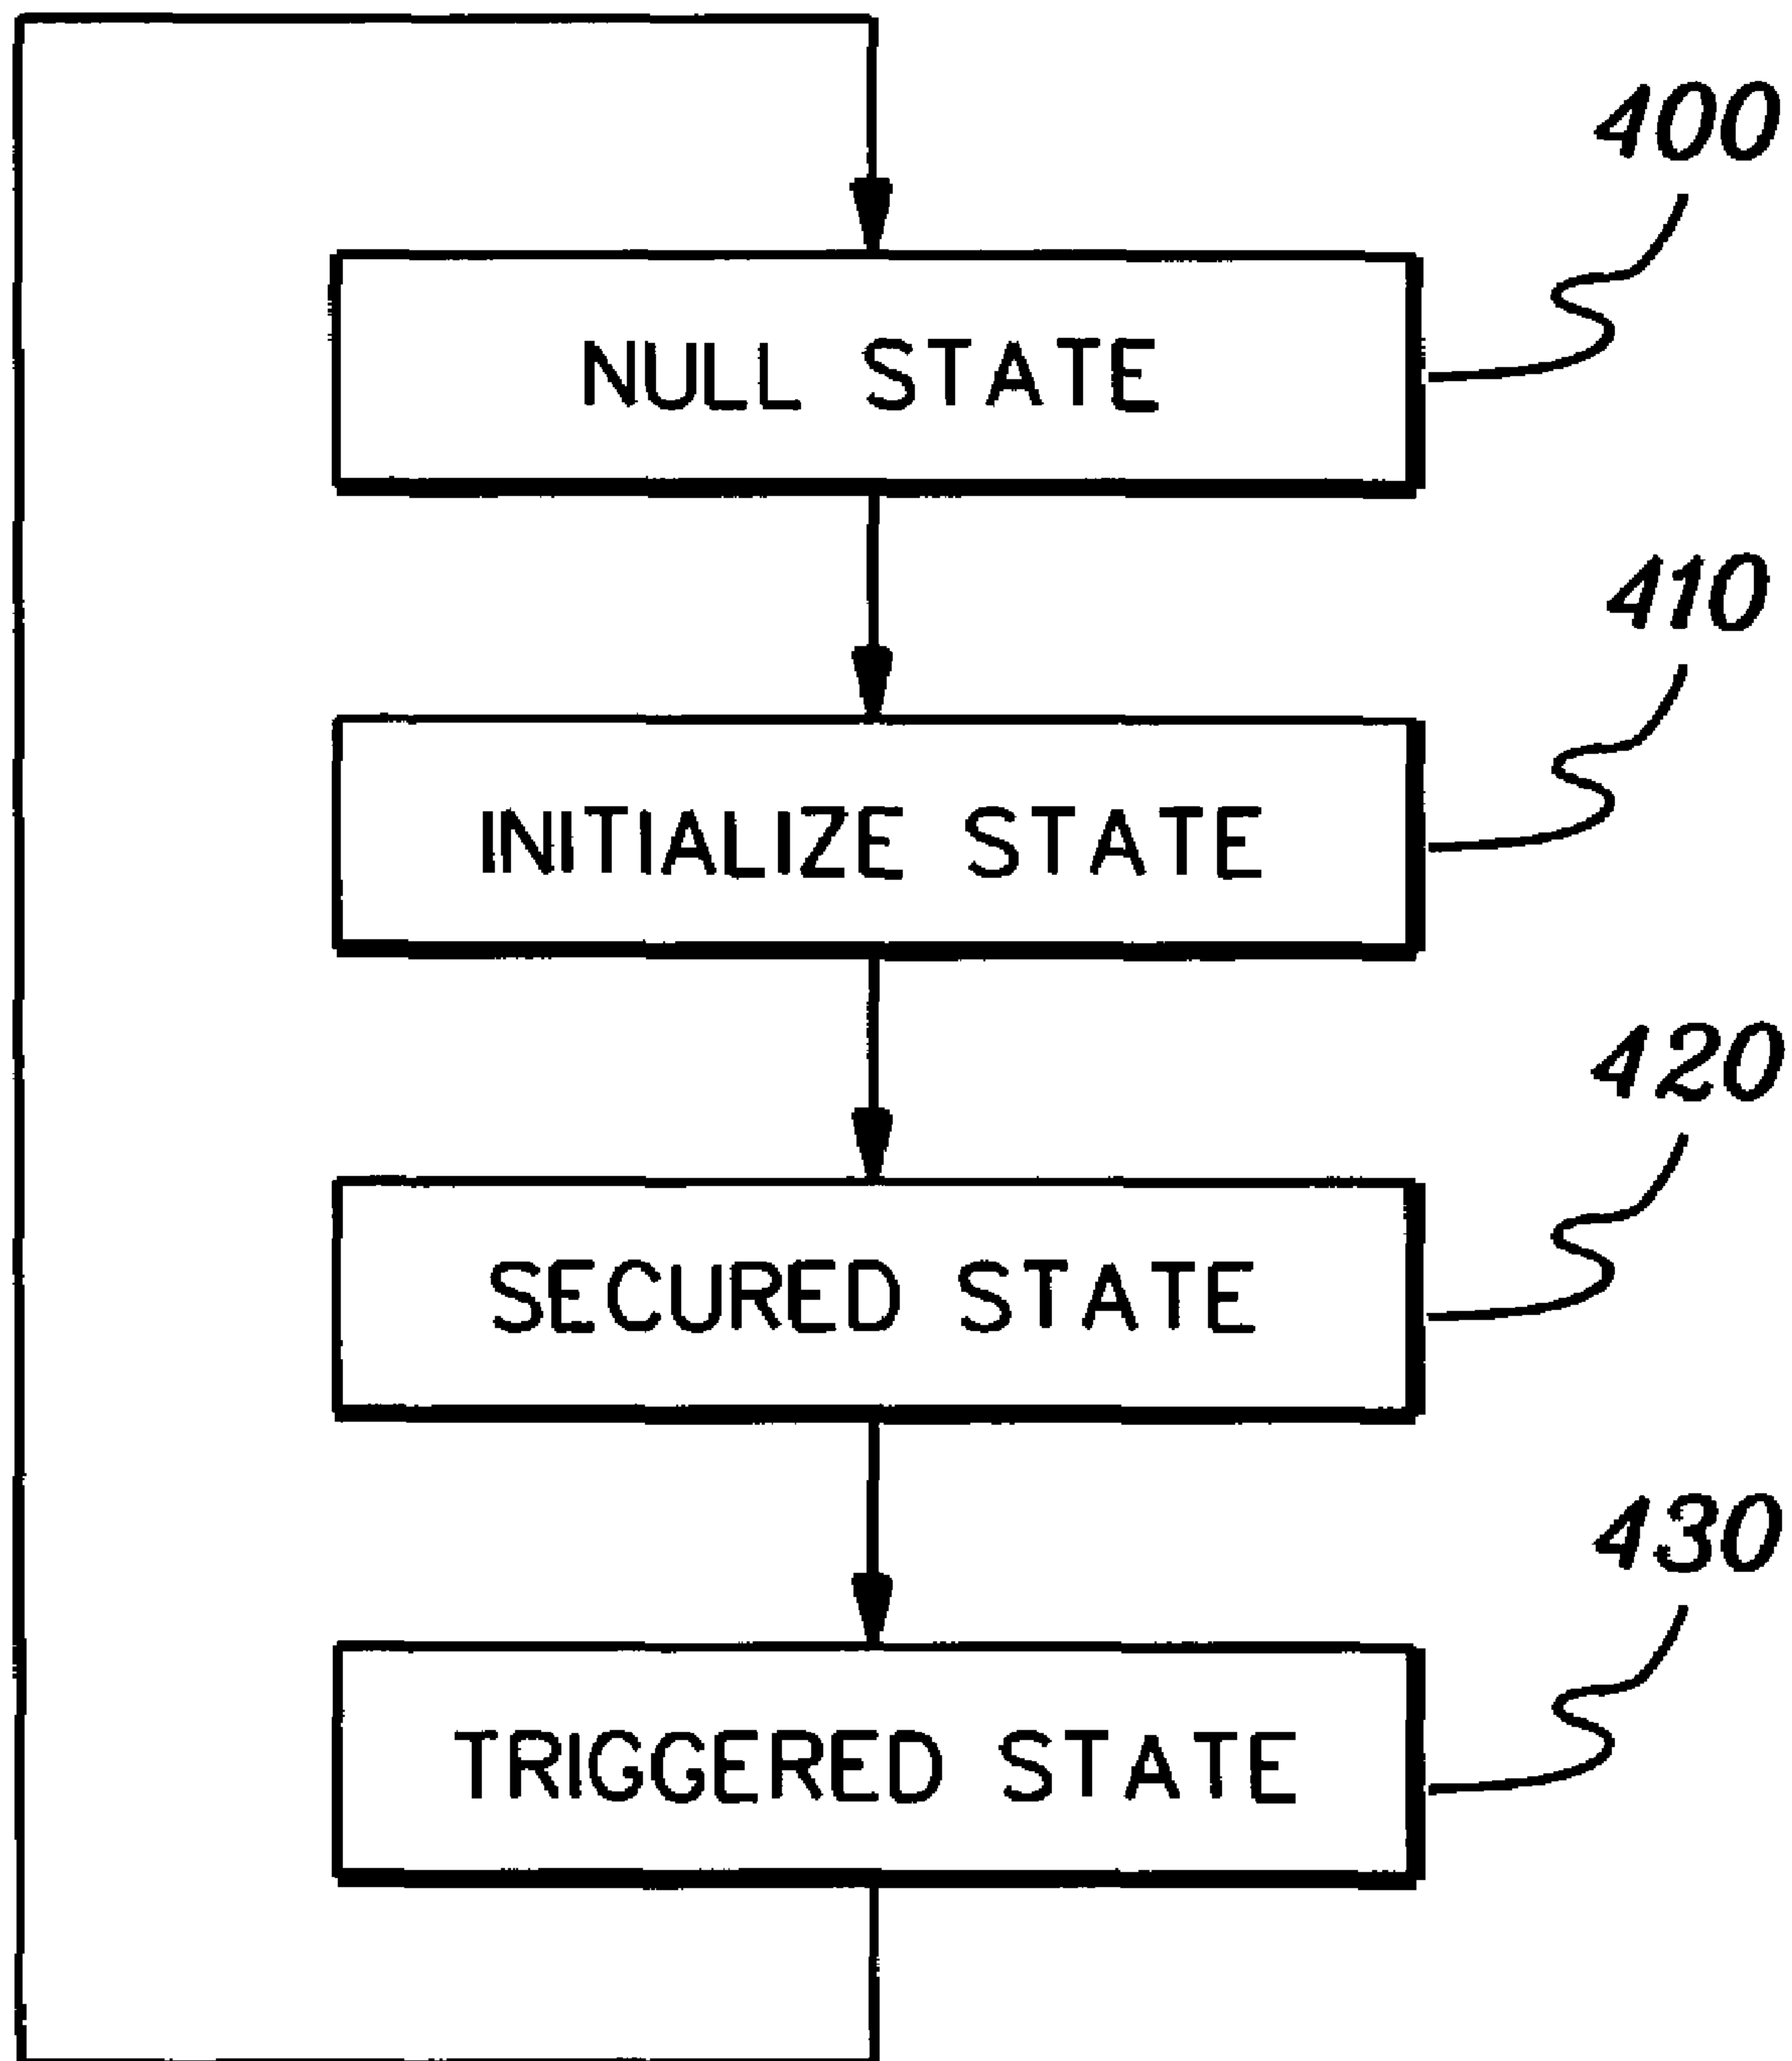 400
NULL STATE
410
INITIALIZE STATE
420
SECURED STATE
430
TRIGGERED STATE